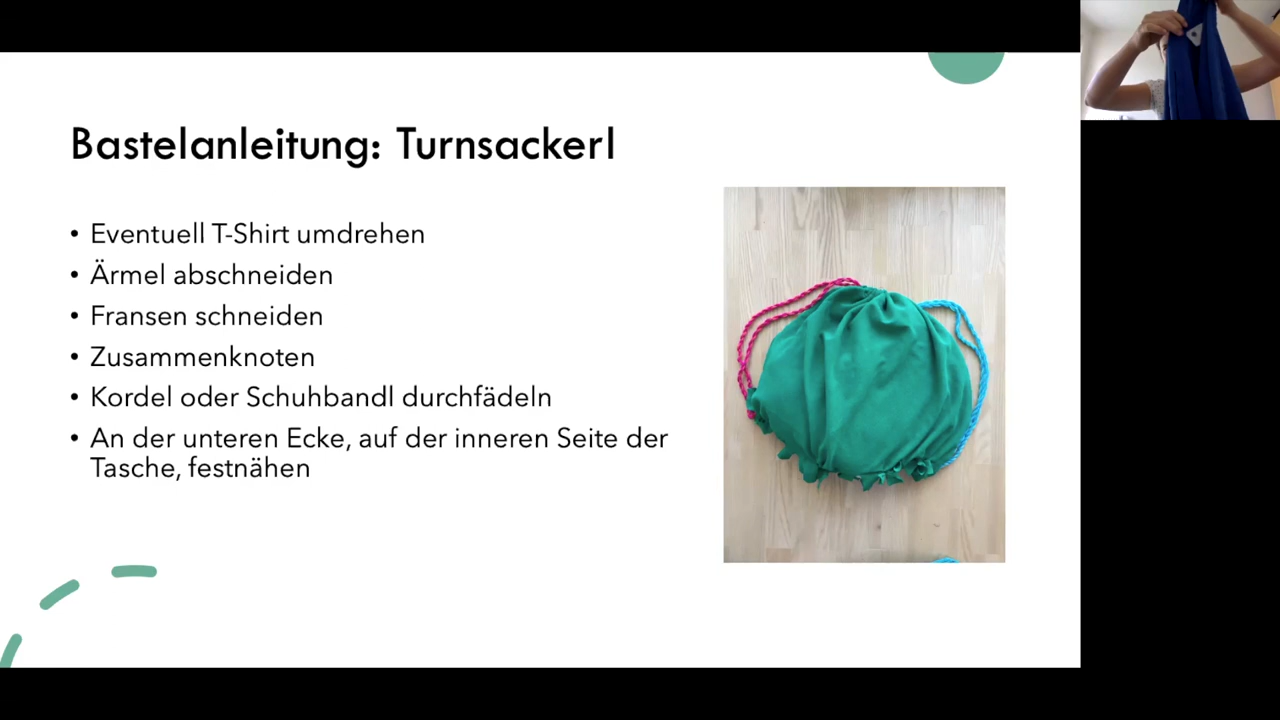 Bastelanleitung: Turnsackerl
• Eventuell T-Shirt umdrehen
• Ärmel abschneiden
• Fransen schneiden
• Zusammenknoten
• Kordel oder Schuhbandl durchfädeln
• An der unteren Ecke, auf der inneren Seite der
Tasche, festnähen